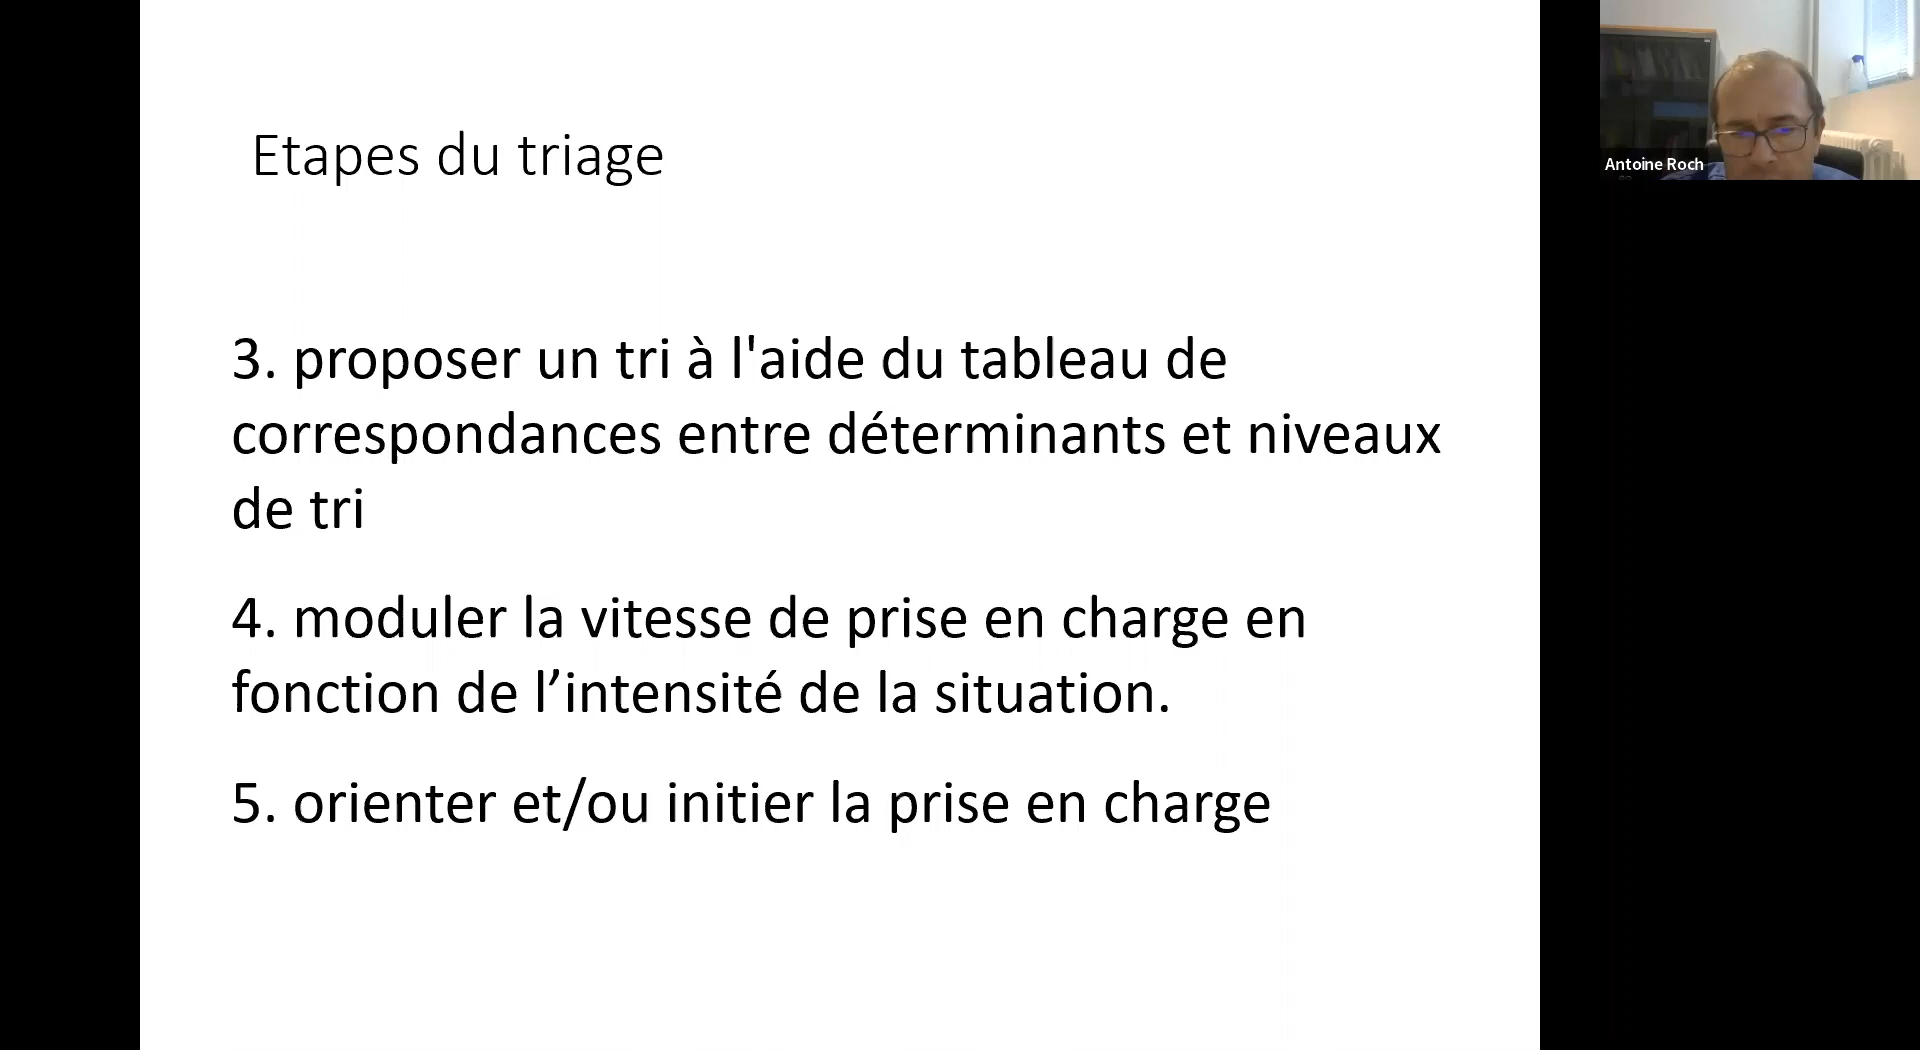 Etapes du triage
3. proposer un tri à l'aide du tableau de
correspondances entre déterminants et niveaux
de tri
4. moduler la vitesse de prise en charge en
fonction de l’intensité de la situation.
5. orienter et/ou initier la prise en charge
Antoine Roch